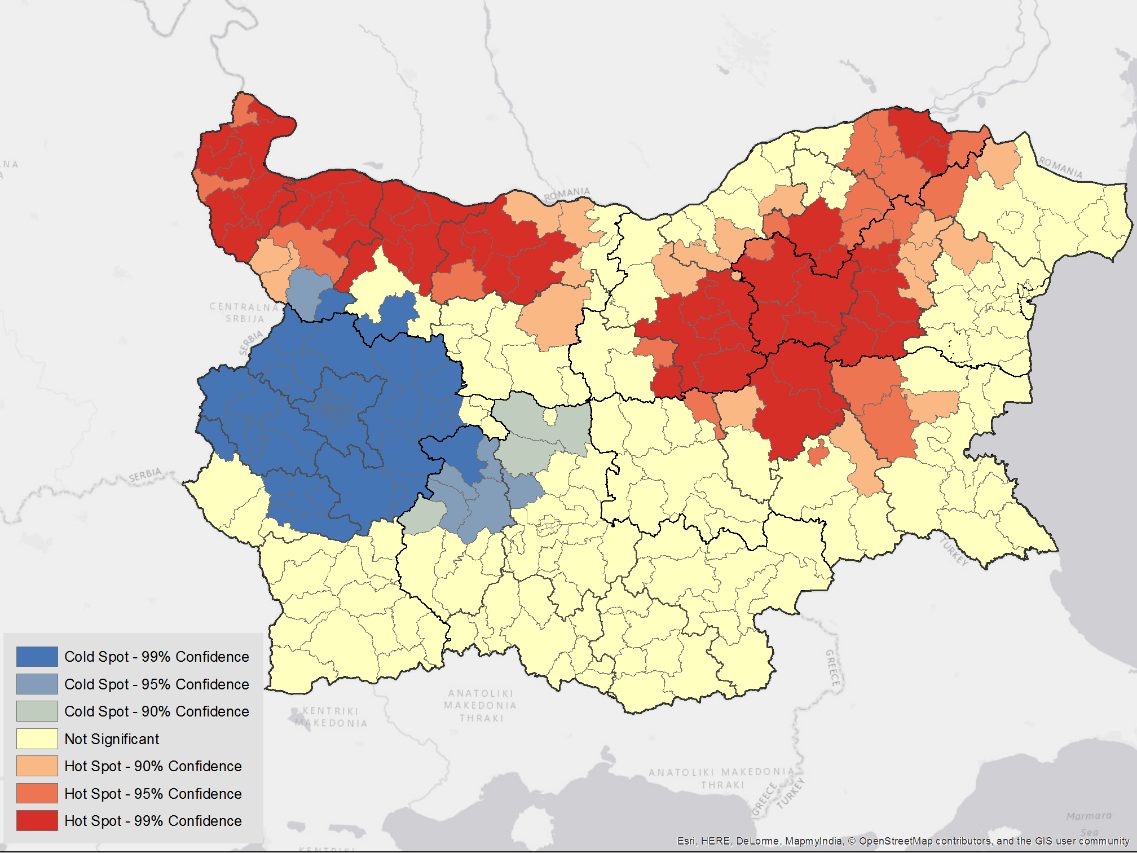 ANA
A
ROMANIA
ROMANIA
CENTRALNA
SRBIJA
SERBIA
SERBIA
TURKEY
GREECE
Cold Spot - 99% Confidence
Cold Spot - 95% Confidence
Cold Spot - 90% Confidence
Not Significant
Hot Spot - 90% Confidence
Hot Spot - 95% Confidence
Hot Spot - 99% Confidence
ANATOLIKI
MAKEDONIA
THRAKI
KENTRIKI
MAKEDONIA
ANATOLIKI MAKEDONIA
THRAKI
GREECE
TURKEY
Marmara
Sea
KENTRIKI
Esri, HERE, DeLorme, MapmyIndia, © OpenStreetMap contributors, and the GIS user community